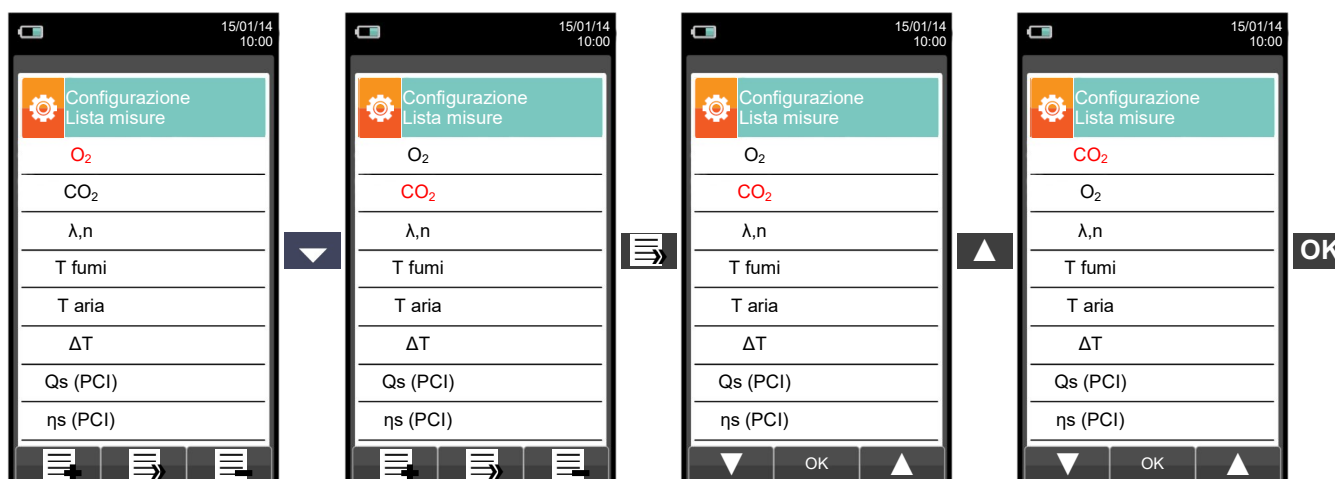 15/01/14
10:00
Configurazione
Lista misure
O₂
CO₂
λ,n
T fumi
T aria
ΔT
Qs (PCI)
ηs (PCI)
15/01/14
10:00
Configurazione
Lista misure
O₂
CO₂
λ,n
T fumi
T aria
ΔT
Qs (PCI)
ηs (PCI)
15/01/14
10:00
Configurazione
Lista misure
O₂
CO₂
λ,n
T fumi
T aria
ΔT
Qs (PCI)
ηs (PCI)
OK
15/01/14
10:00
Configurazione
Lista misure
CO₂
O₂
λ,n
T fumi
T aria
ΔT
Qs (PCI)
ηs (PCI)
OK
OK